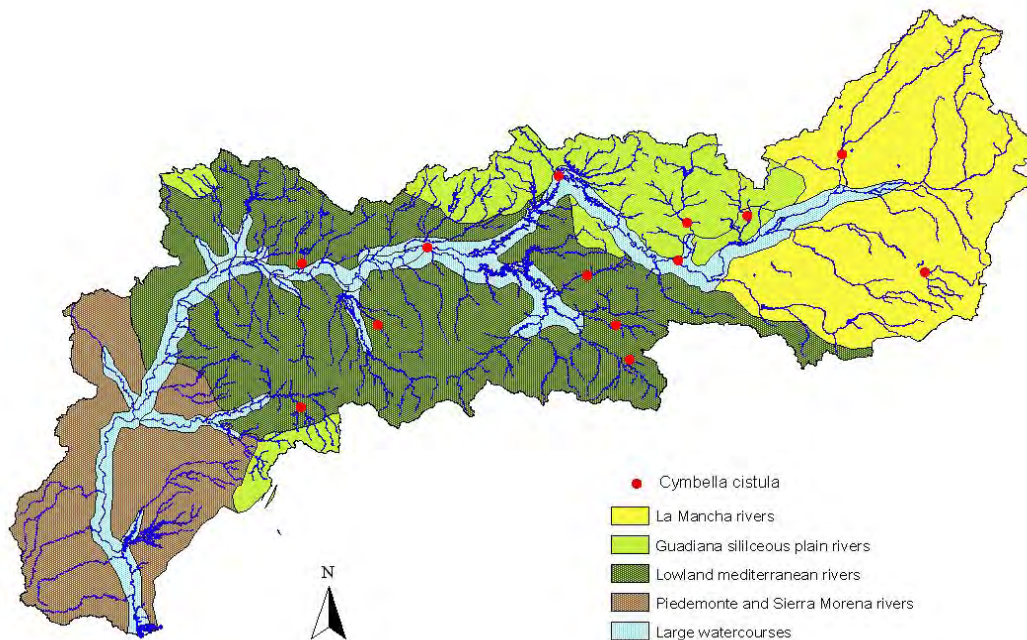 Cymbella cistula
La Mancha rivers
Guadiana sililceous plain rivers
Lowland mediterranean rivers
Piedemonte and Sierra Morena rivers
Large watercourses
N